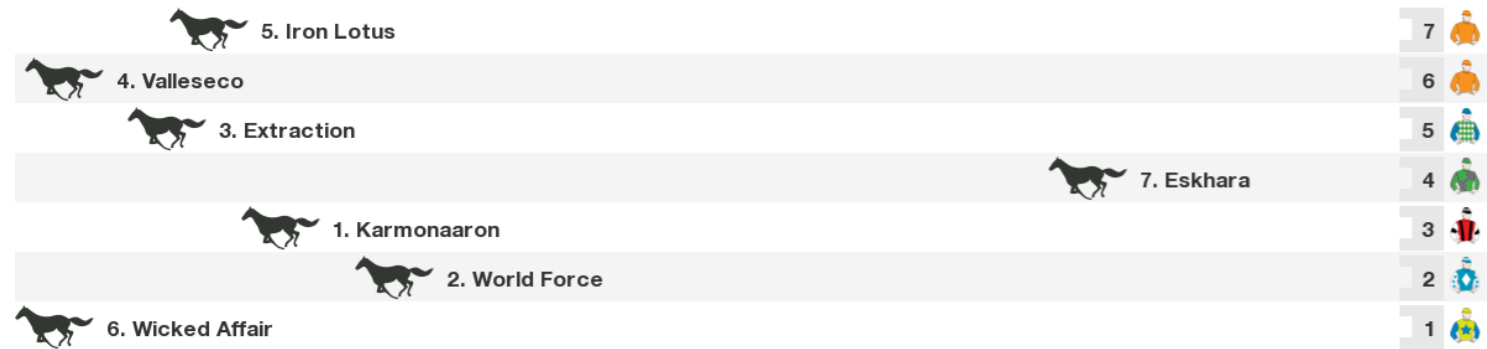 5. Iron Lotus 7
4. Valleseco 6
3. Extraction 5
7. Eskhara 4
1. Karmonaaron 3
2. World Force 2
6. Wicked Affair 1